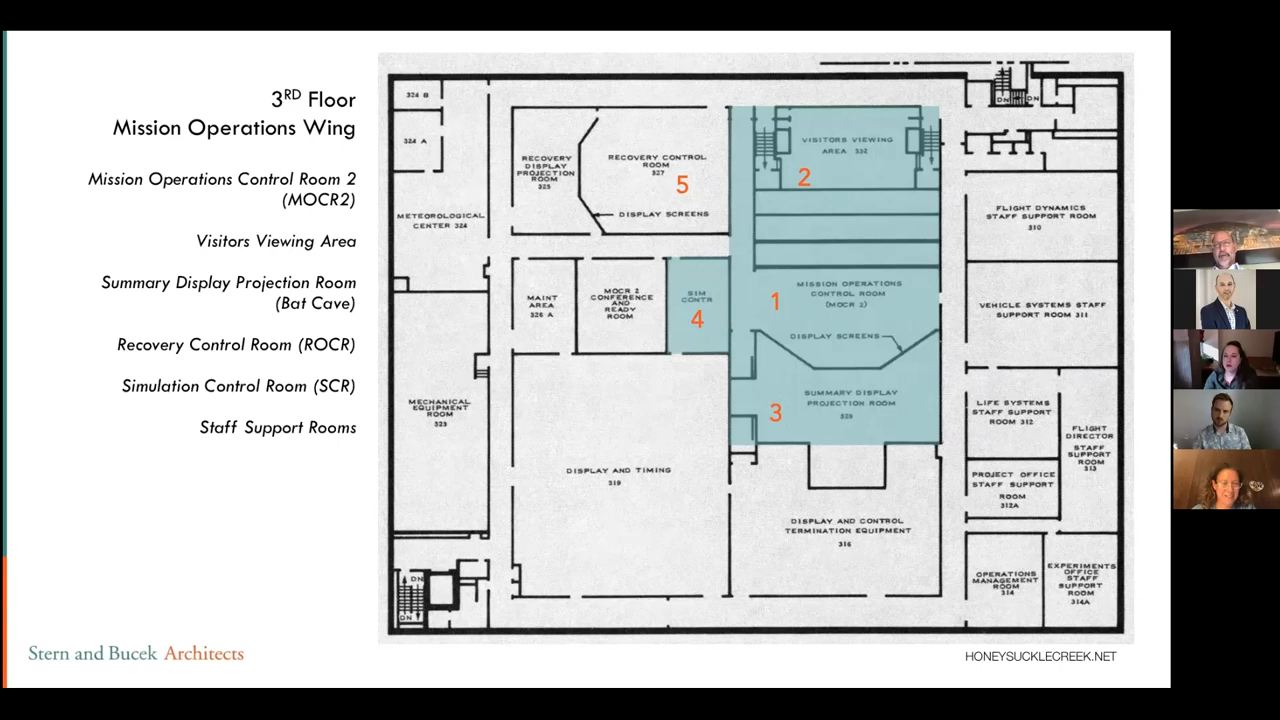 3RD Floor
Mission Operations Wing
Mission Operations Control Room 2
(MOCR2)
Visitors Viewing Area
Summary Display Projection Room
(Bat Cave)
Recovery Control Room (ROCR)
Simulation Control Room (SCR)
Staff Support Rooms
Stern and Bucek Architects
324 B
324 A
METEOROLOGICAL
CENTER 324
MECHANICAL
EQUIPMENT
ROOM
323
DN
DN
RECOVERY
DISPLAY
PROJECTION
ROOM
325
RECOVERY CONTROL
ROOM
327
5
DISPLAY SCREENS
MAINT
AREA
326 A
MOCR 2
CONFERENCE
AND
READY
ROOM
SIM
CONTR
4
DISPLAY AND TIMING
319
VISITORS VIEWING
AREA 332
2
MISSION OPERATIONS
CONTROL ROOM
(MOCR 2)
1
DISPLAY SCREENS
SUMMARY DISPLAY
PROJECTION ROOM
3
DISPLAY AND CONTROL
TERMINATION EQUIPMENT
316
DN
DN
FLIGHT DYNAMICS
STAFF SUPPORT ROOM
310
VEHICLE SYSTEMS STAFF
SUPPORT ROOM 311
LIFE SYSTEMS
STAFF SUPPORT
ROOM 312
FLIGHT
DIRECTOR
STAFF
SUPPORT
ROOM
313
PROJECT OFFICE
STAFF SUPPORT
ROOM
312A
OPERATIONS
MANAGEMENT
ROOM
314
EXPERIMENTS
OFFICE
STAFF
SUPPORT
ROOM
314A
HONEYSUCKLECREEK.NET